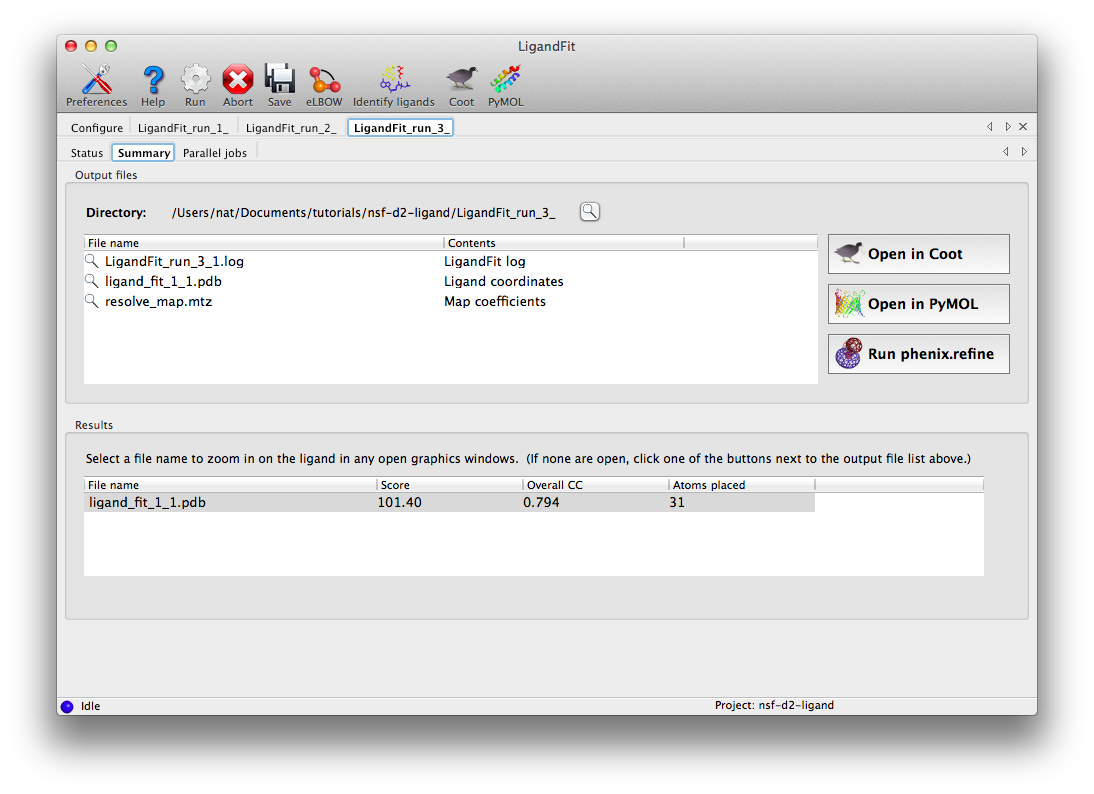 LigandFit
Preferences Help Run Abort Save eLBOW Identify ligands Coot PyMOL
Configure LigandFit_run_1_ LigandFit_run_2_ LigandFit_run_3_
Status Summary Parallel jobs
Output files
Directory: /Users/nat/Documents/tutorials/nsf-d2-ligand/LigandFit_run_3_
File name Contents
LigandFit_run_3_1.log LigandFit log
ligand_fit_1_1.pdb Ligand coordinates
resolve_map.mtz Map coefficients
Open in Coot
Open in PyMOL
Run phenix.refine
Results
Select a file name to zoom in on the ligand in any open graphics windows. (If none are open, click one of the buttons next to the output file list above.)
File name Score Overall CC Atoms placed
ligand_fit_1_1.pdb 101.40 0.794 31
Idle Project: nsf-d2-ligand